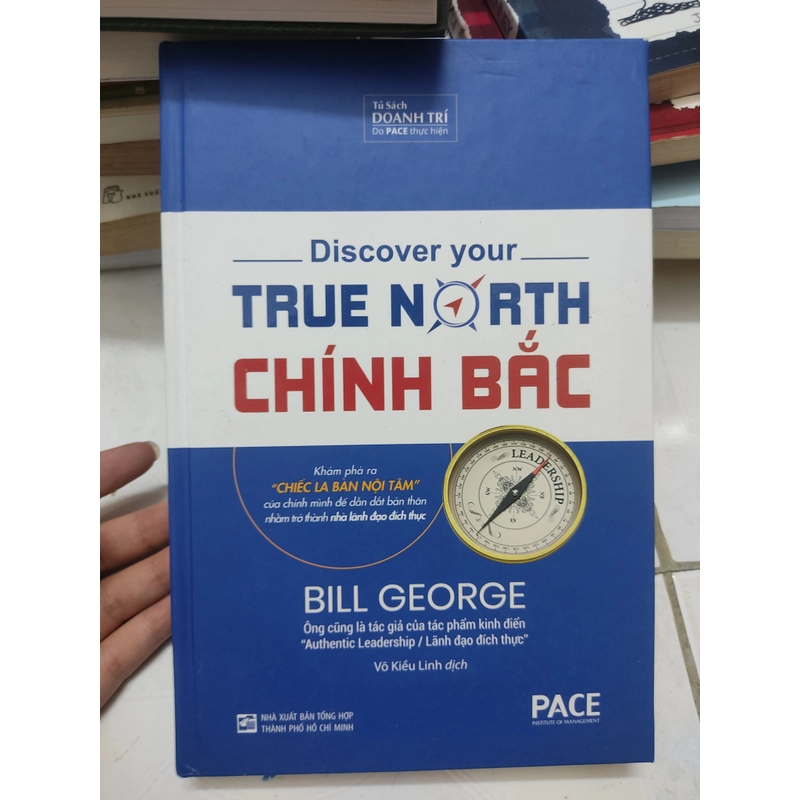 Tủ Sách
DOANH TRÍ
Do PACE thực hiện
Discover your
TRUE NORTH
CHÍNH BẮC
Khám phá ra
“CHIẾC LA BÀN NỘI TÂM”
của chính mình để dẫn dắt bản thân
nhằm trở thành nhà lãnh đạo đích thực
LEADERSHIP
NW
SW
ES
BILL GEORGE
Ông cũng là tác giả của tác phẩm kinh điển
“Authentic Leadership / Lãnh đạo đích thực”
Võ Kiều Linh dịch
NHÀ XUẤT BẢN TỔNG HỢP
THÀNH PHỐ HỒ CHÍ MINH
PACE
INSTITUTE OF MANAGEMENT